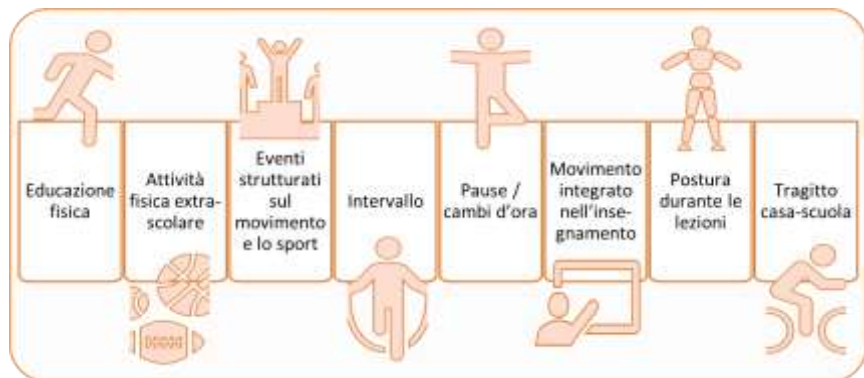 Educazione
fisica
Attività
fisica extra-
scolare
Eventi
strutturati
sul
movimento
e lo sport
Intervallo
Pause /
cambi d'ora
Movimento
integrato
nell'inse-
gnamento
Postura
durante le
lezioni
Tragitto
casa-scuola